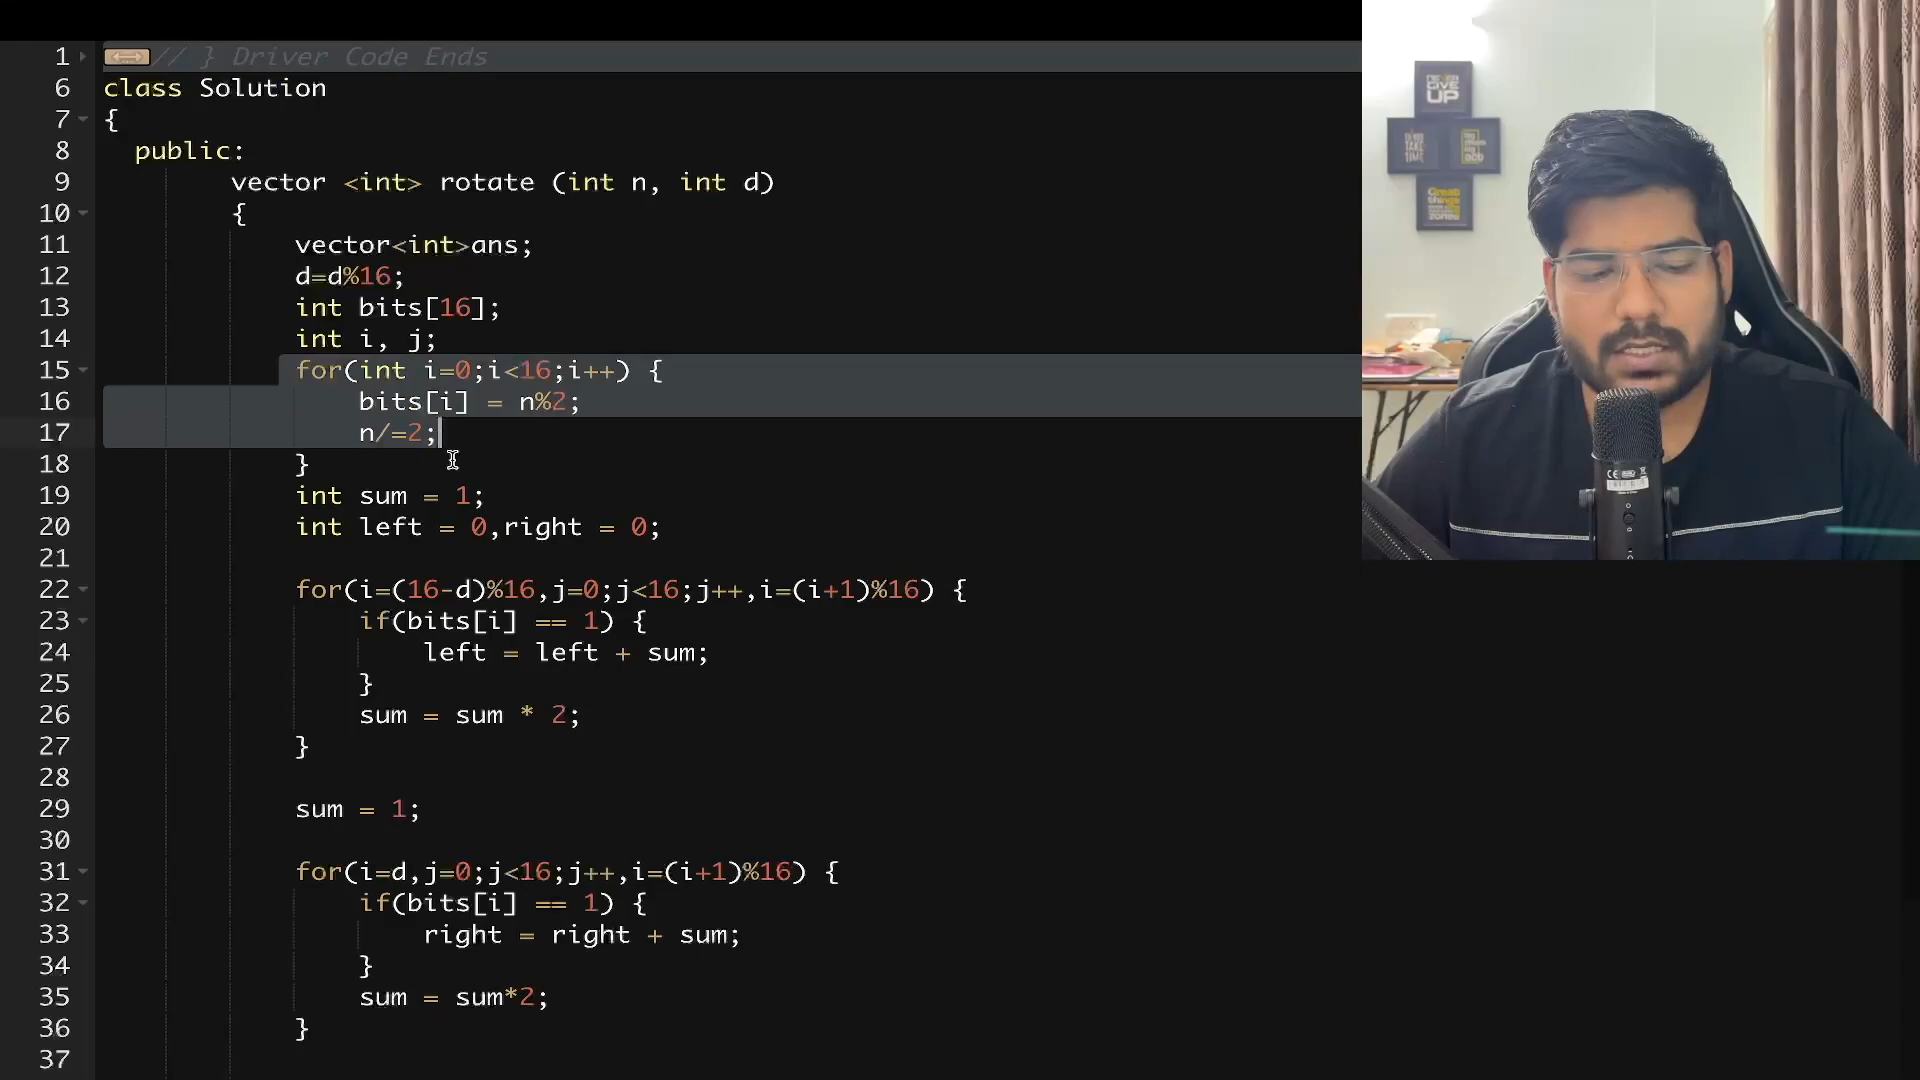 1 // } Driver Code Ends
6 class Solution
7 {
8 public:
9 vector <int> rotate (int n, int d)
10 {
11 vector<int>ans;
12 d=d%16;
13 int bits[16];
14 int i, j;
15 for(int i=0;i<16;i++) {
16 bits[i] = n%2;
17 n/=2;
18 }
19 int sum = 1;
20 int left = 0,right = 0;
21
22 for(i=(16-d)%16,j=0;j<16;j++,i=(i+1)%16) {
23 if(bits[i] == 1) {
24 left = left + sum;
25 }
26 sum = sum * 2;
27 }
28
29 sum = 1;
30
31 for(i=d,j=0;j<16;j++,i=(i+1)%16) {
32 if(bits[i] == 1) {
33 right = right + sum;
34 }
35 sum = sum*2;
36 }
37
GIVE
UP